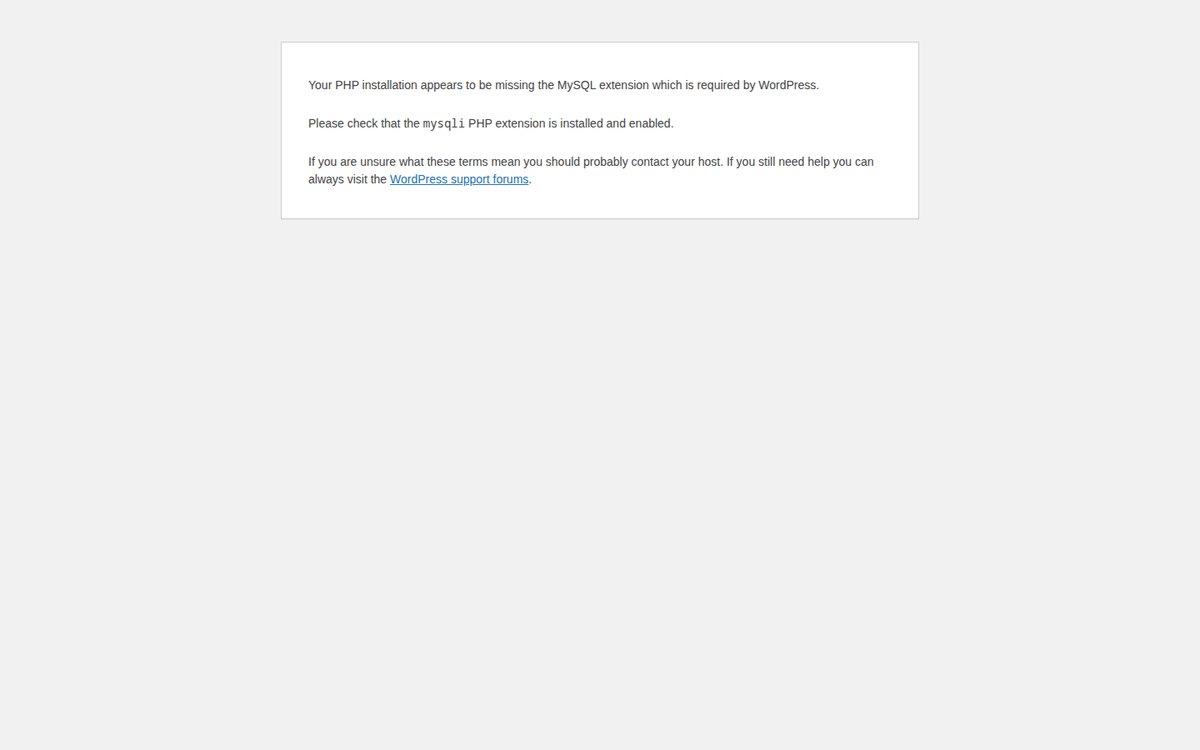 Your PHP installation appears to be missing the MySQL extension which is required by WordPress.
Please check that the mysqli PHP extension is installed and enabled.
If you are unsure what these terms mean you should probably contact your host. If you still need help you can
always visit the WordPress support forums.